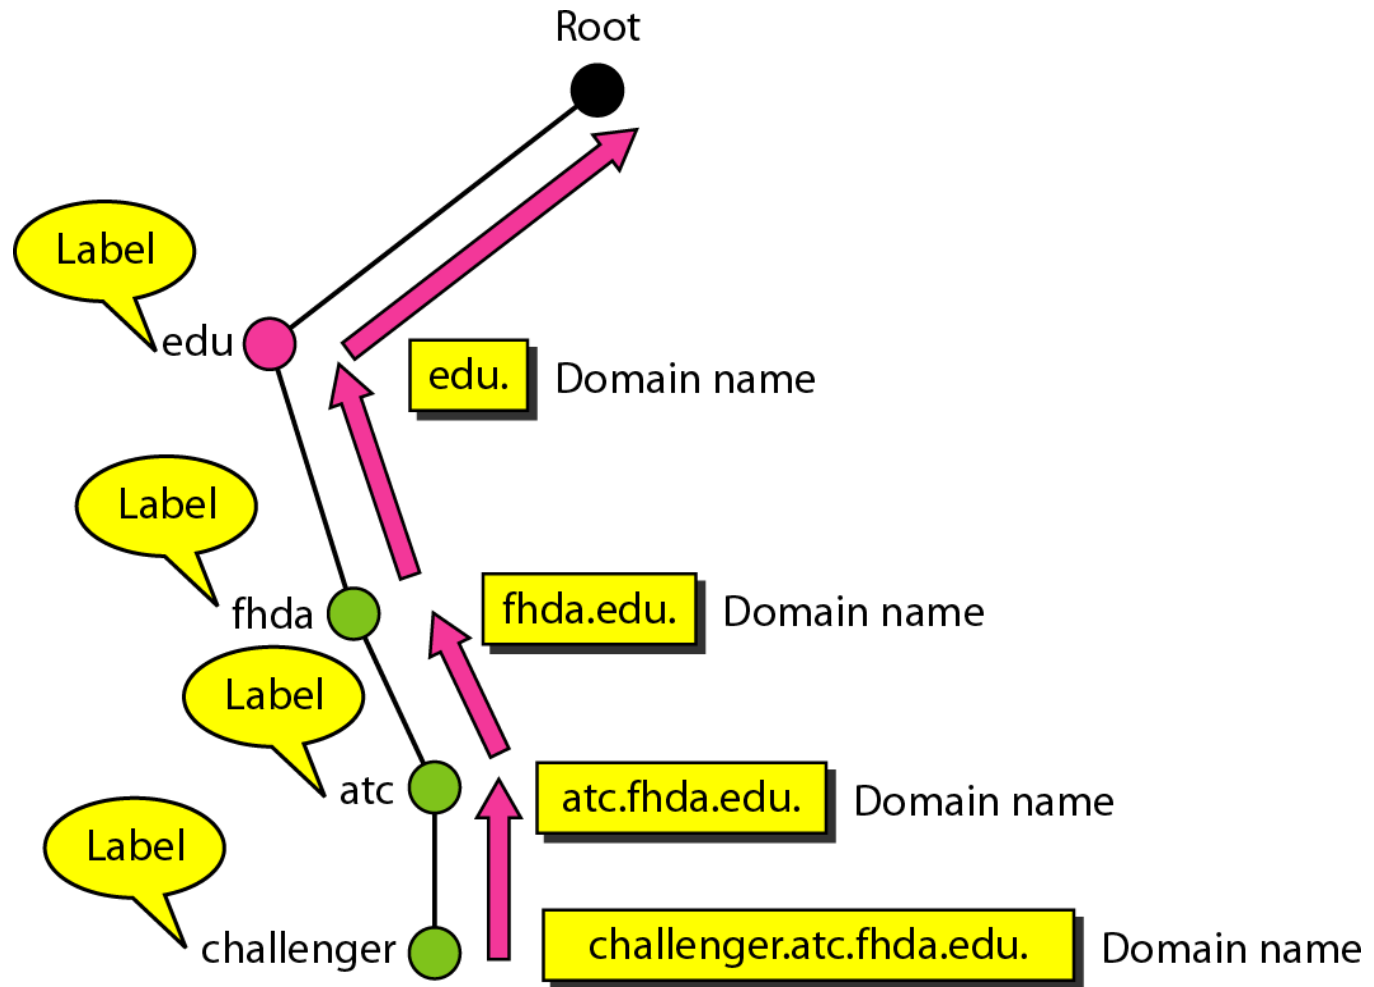 Root
Label
edu
edu.
Domain name
Label
fhda
fhda.edu.
Domain name
Label
atc
atc.fhda.edu.
Domain name
Label
challenger
challenger.atc.fhda.edu.
Domain name